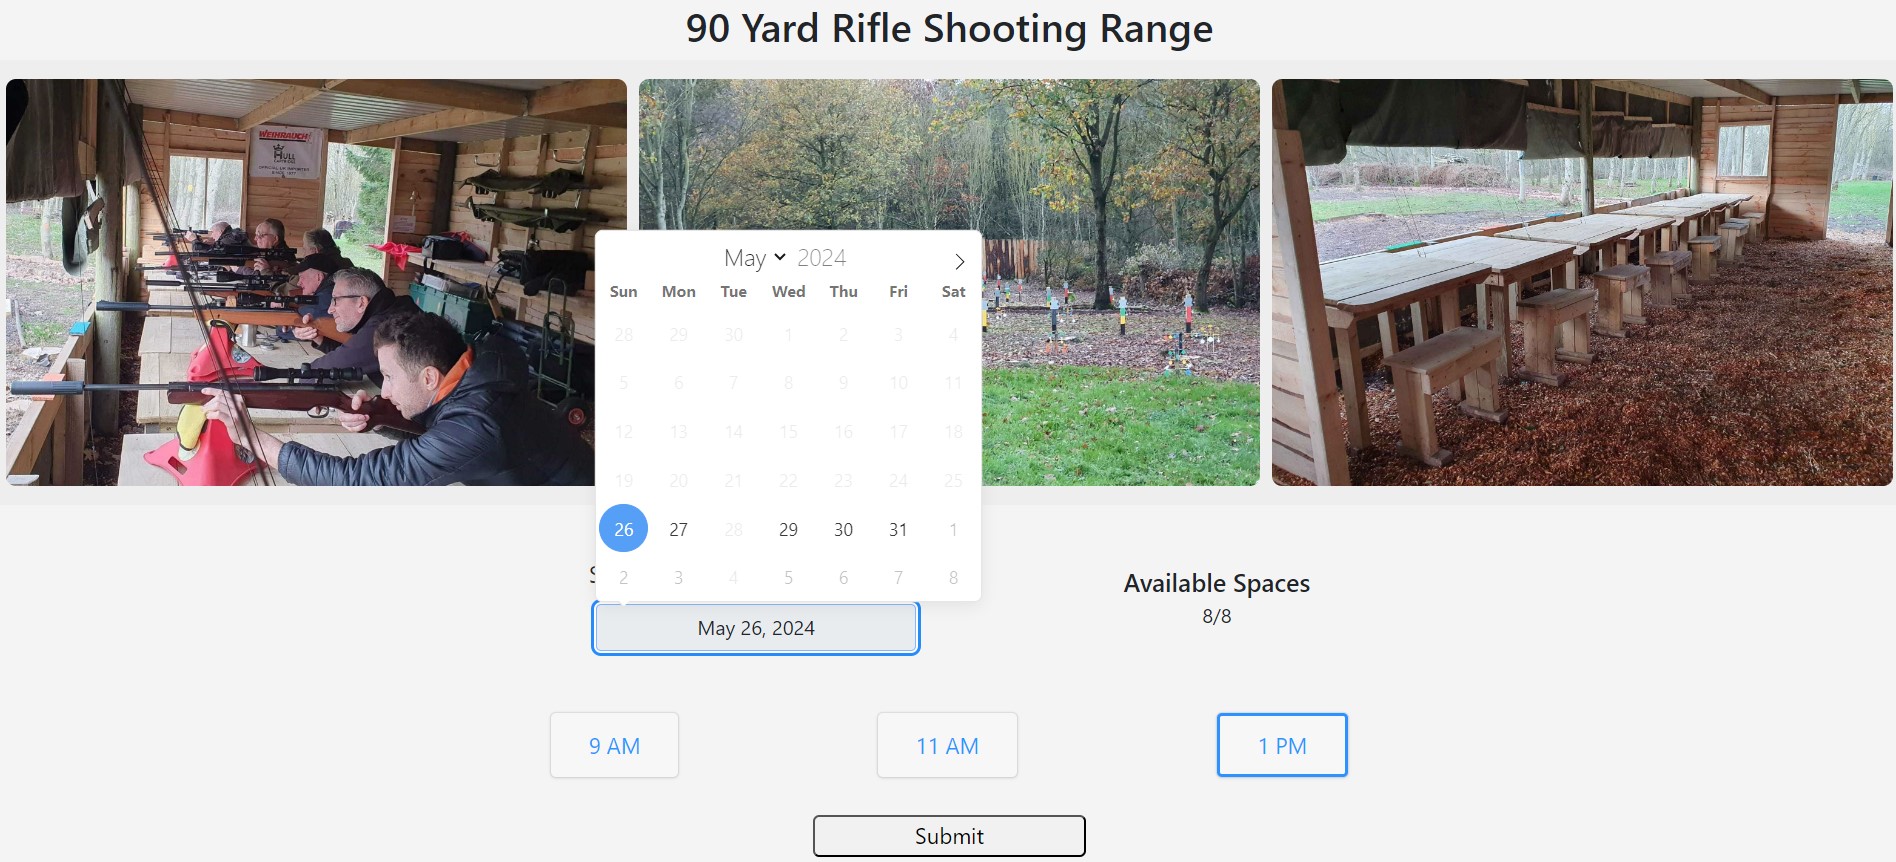 90 Yard Rifle Shooting Range
WEIHRAUCH
HULL
May 2024
Sun Mon Tue Wed Thu Fri Sat
28 29 30 1 2 3 4
5 6 7 8 9 10 11
12 13 14 15 16 17 18
19 20 21 22 23 24 25
26 27 28 29 30 31 1
2 3 4 5 6 7 8
May 26, 2024
Available Spaces
8/8
9 AM
11 AM
1 PM
Submit